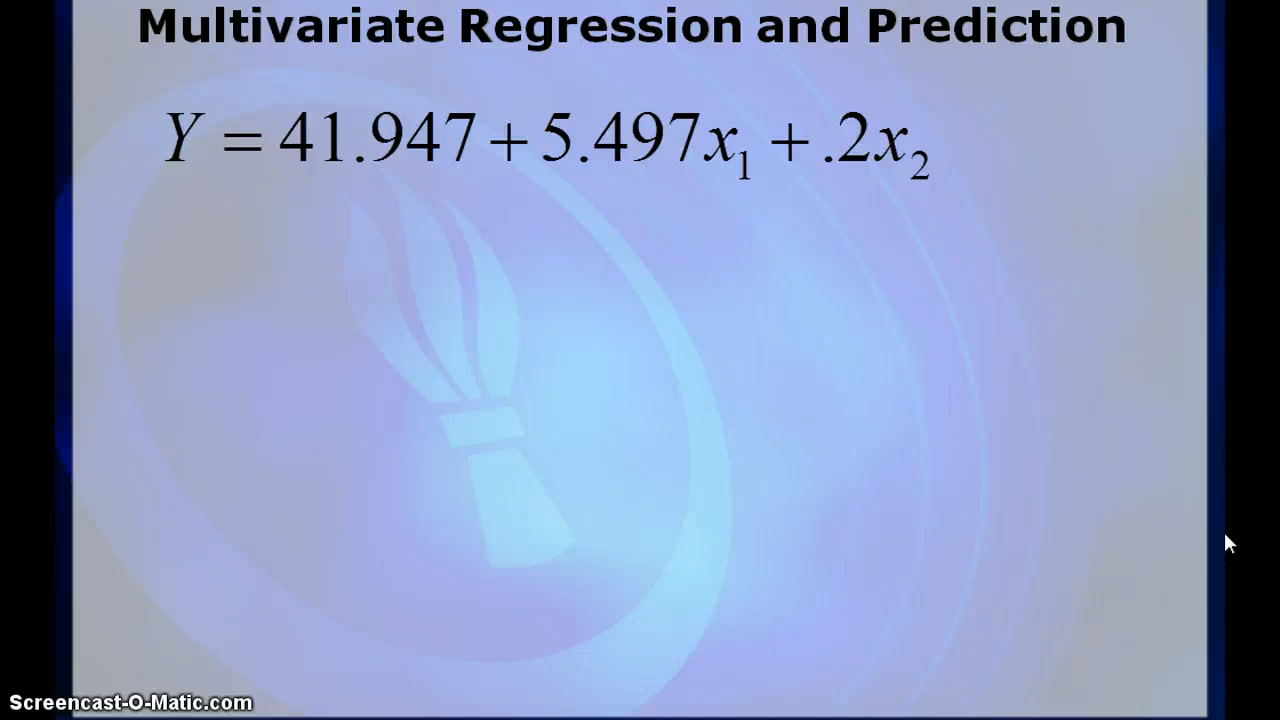 Multivariate Regression and Prediction
Y = 41.947 + 5.497x₁ + .2x₂
Screencast-O-Matic.com